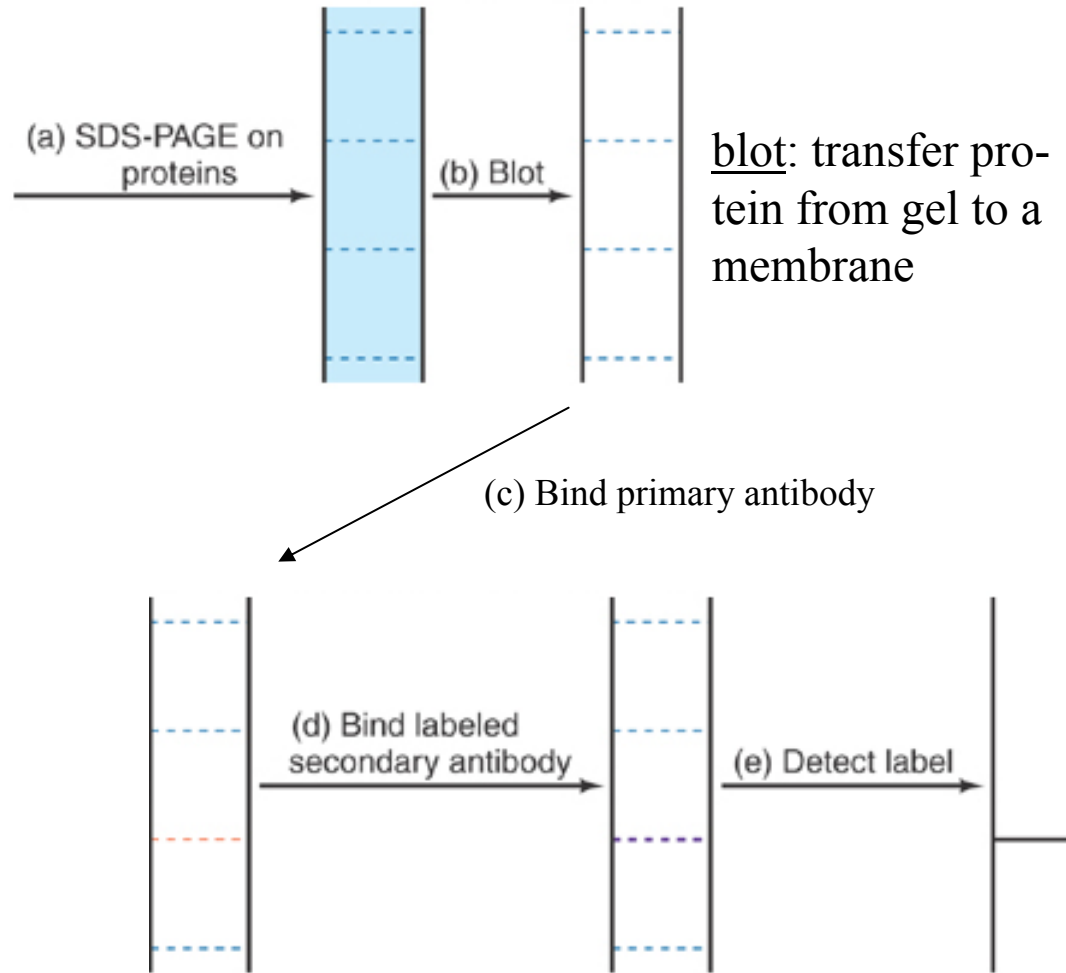 (a) SDS-PAGE on
proteins
(b) Blot
blot: transfer pro-
tein from gel to a
membrane
(c) Bind primary antibody
(d) Bind labeled
secondary antibody
(e) Detect label